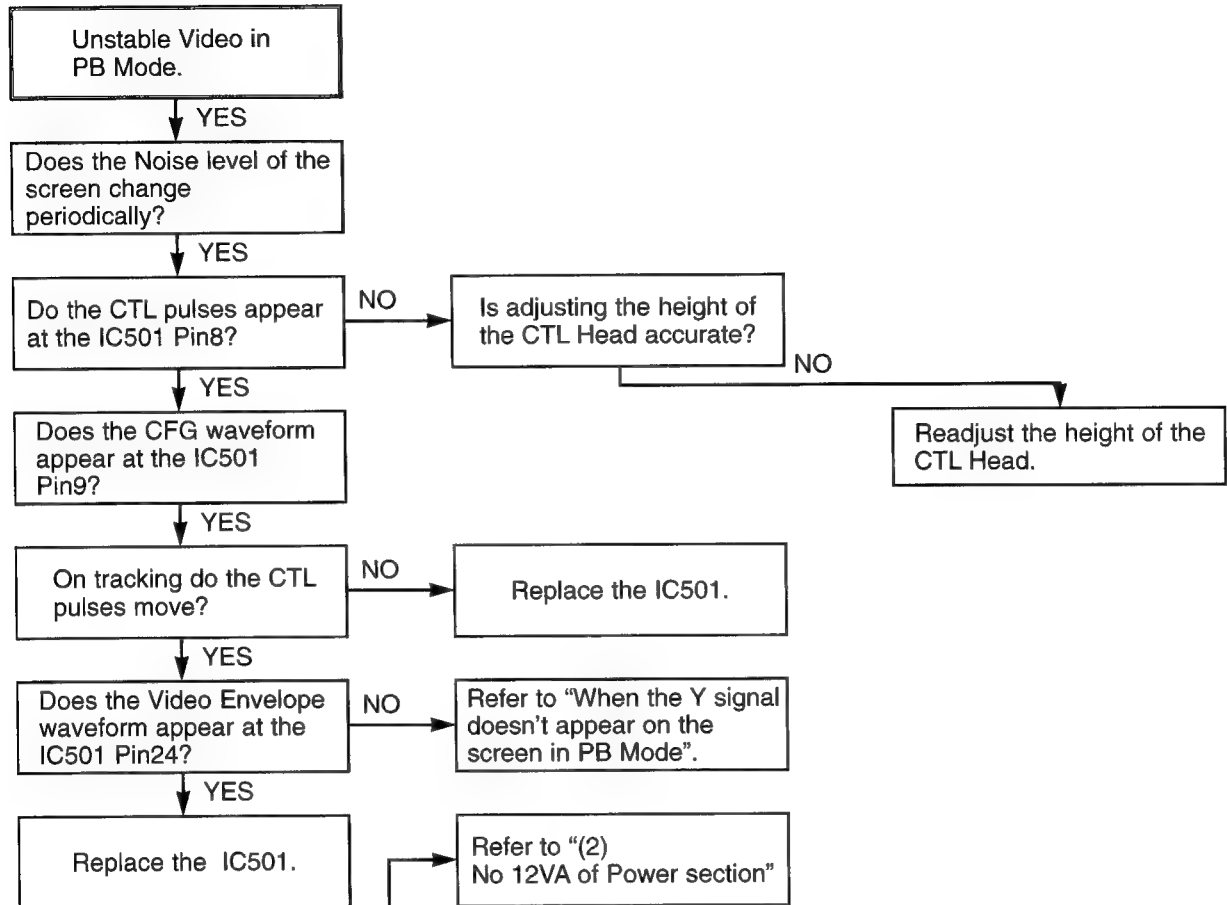 Unstable Video in
PB Mode.
YES
Does the Noise level of the
screen change
periodically?
YES
Do the CTL pulses appear
at the IC501 Pin8?
NO
Is adjusting the height of
the CTL Head accurate?
NO
Readjust the height of the
CTL Head.
YES
Does the CFG waveform
appear at the IC501
Pin9?
YES
On tracking do the CTL
pulses move?
NO
Replace the IC501.
YES
Does the Video Envelope
waveform appear at the
IC501 Pin24?
NO
Refer to “When the Y signal
doesn't appear on the
screen in PB Mode”.
YES
Replace the IC501.
Refer to “(2)
No 12VA of Power section”